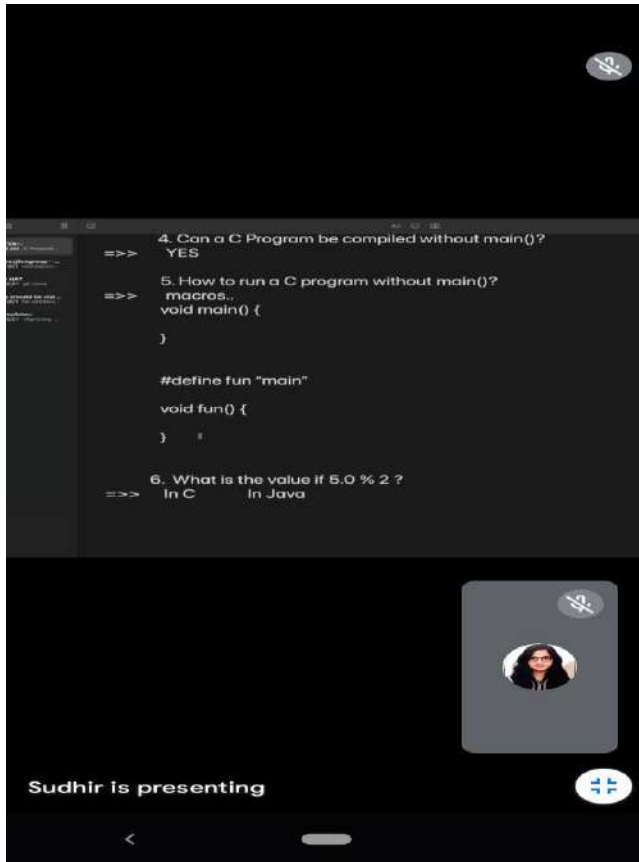 4. Can a C Program be compiled without main()?
=>> YES
5. How to run a C program without main()?
=>> macros..
void main() {
}
#define fun "main"
void fun() {
}
6. What is the value if 5.0 % 2 ?
=>> In C In Java
Sudhir is presenting